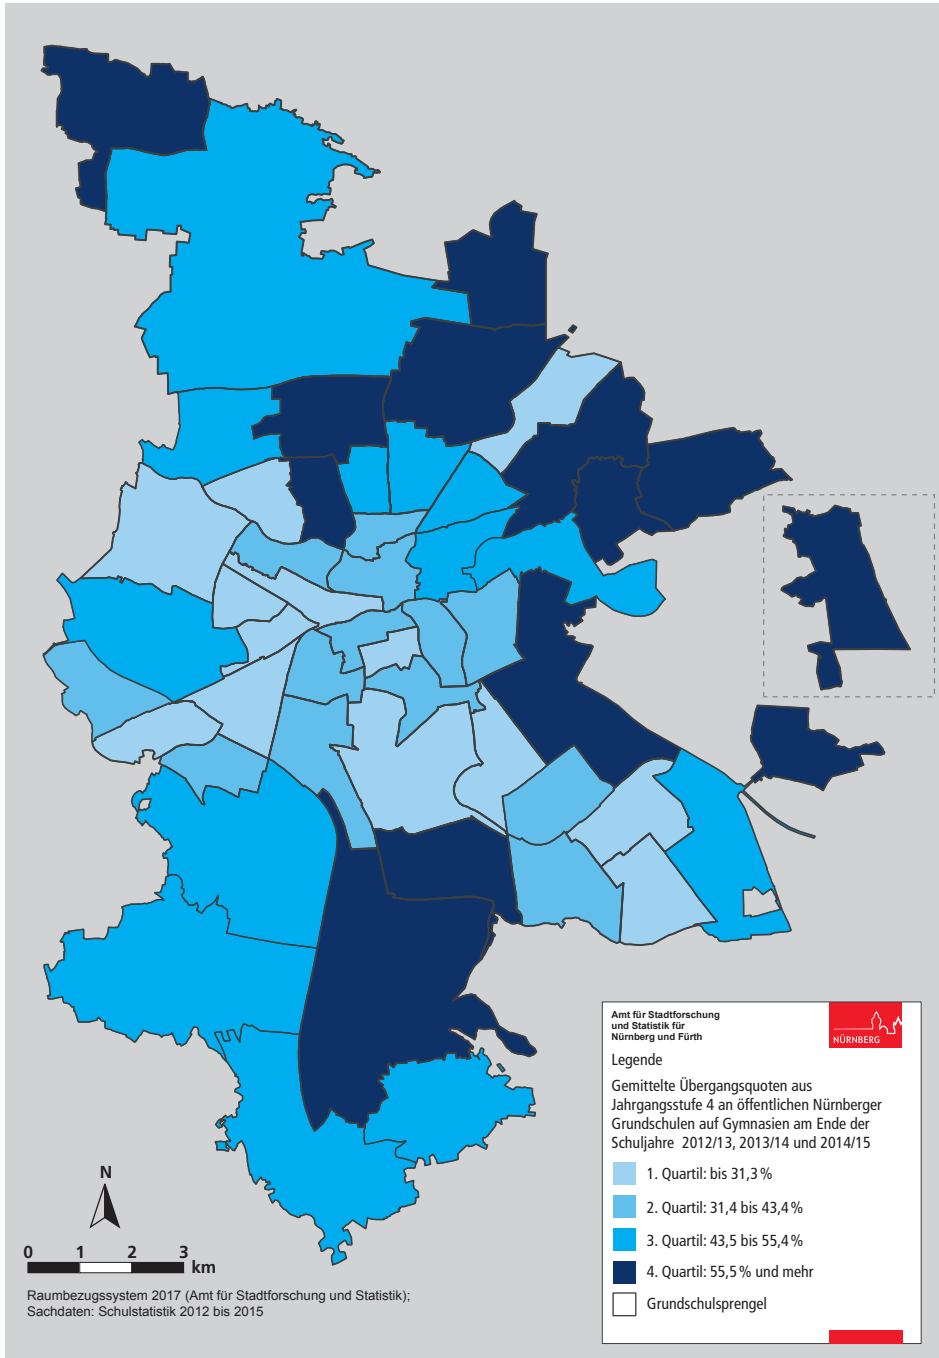 N
0 1 2 3
km
Raumbezugssystem 2017 (Amt für Stadtforschung und Statistik);
Sachdaten: Schulstatistik 2012 bis 2015
Amt für Stadtforschung
und Statistik für
Nürnberg und Fürth
NÜRNBERG
Legende
Gemittelte Übergangsquoten aus
Jahrgangsstufe 4 an öffentlichen Nürnberger
Grundschulen auf Gymnasien am Ende der
Schuljahre 2012/13, 2013/14 und 2014/15
1. Quartil: bis 31,3 %
2. Quartil: 31,4 bis 43,4 %
3. Quartil: 43,5 bis 55,4 %
4. Quartil: 55,5 % und mehr
Grundschulsprengel